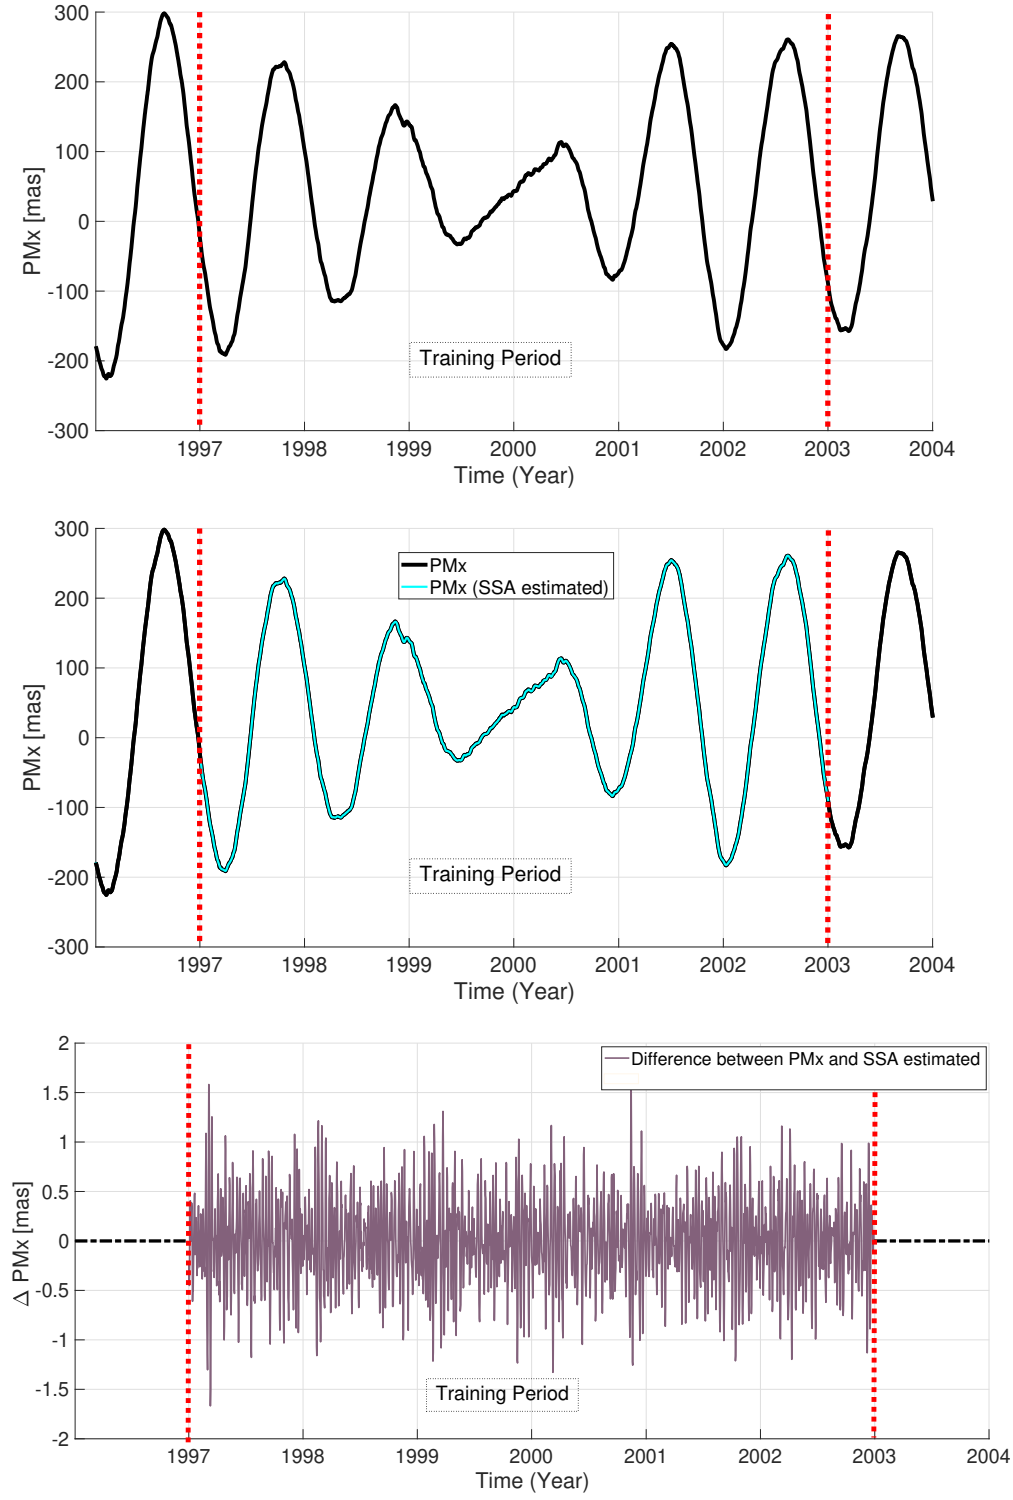 300
200
100
0
-100
-200
-300
PMx [mas]
Training Period
1997 1998 1999 2000 2001 2002 2003 2004
Time (Year)
300
200
100
0
-100
-200
-300
PMx [mas]
PMx
PMx (SSA estimated)
Training Period
1997 1998 1999 2000 2001 2002 2003 2004
Time (Year)
2
1.5
1
0.5
0
-0.5
-1
-1.5
-2
Δ PMx [mas]
Difference between PMx and SSA estimated
Training Period
1997 1998 1999 2000 2001 2002 2003 2004
Time (Year)